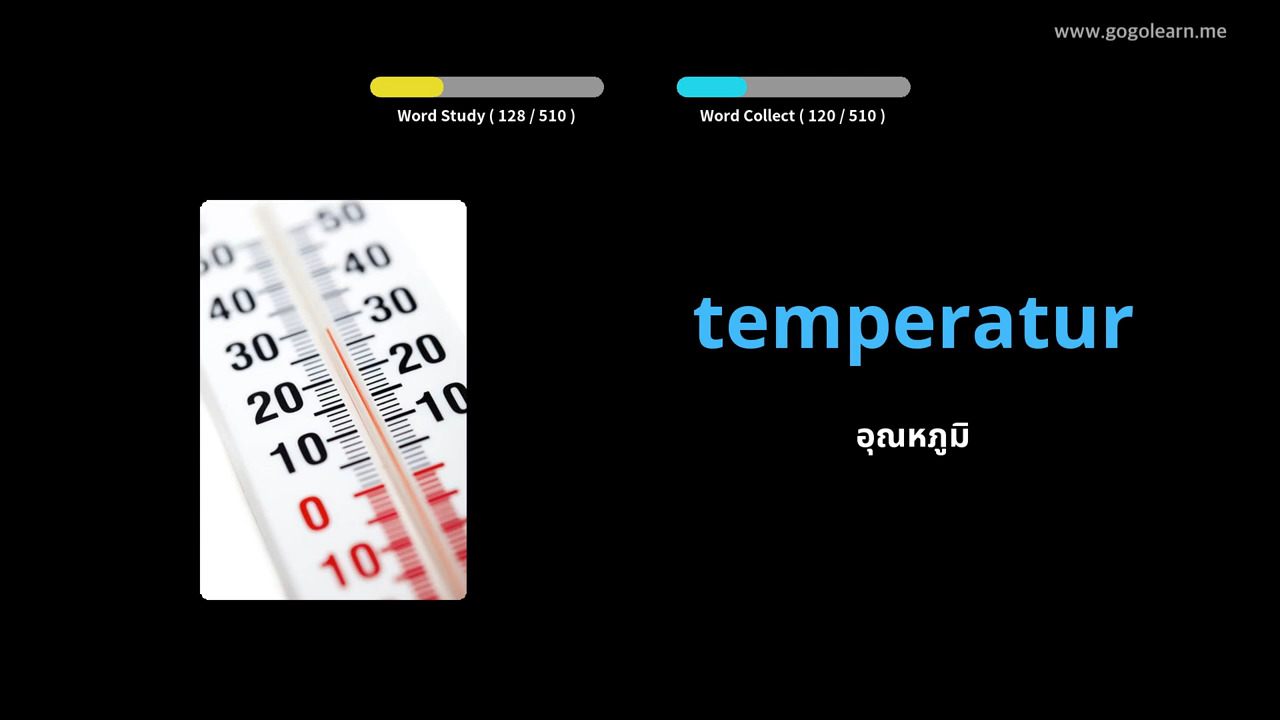 www.gogolearn.me
Word Study ( 128 / 510 )
Word Collect ( 120 / 510 )
50
50
40
40
30
30
20
20
10
10
0
10
temperatur
อุณหภูมิ